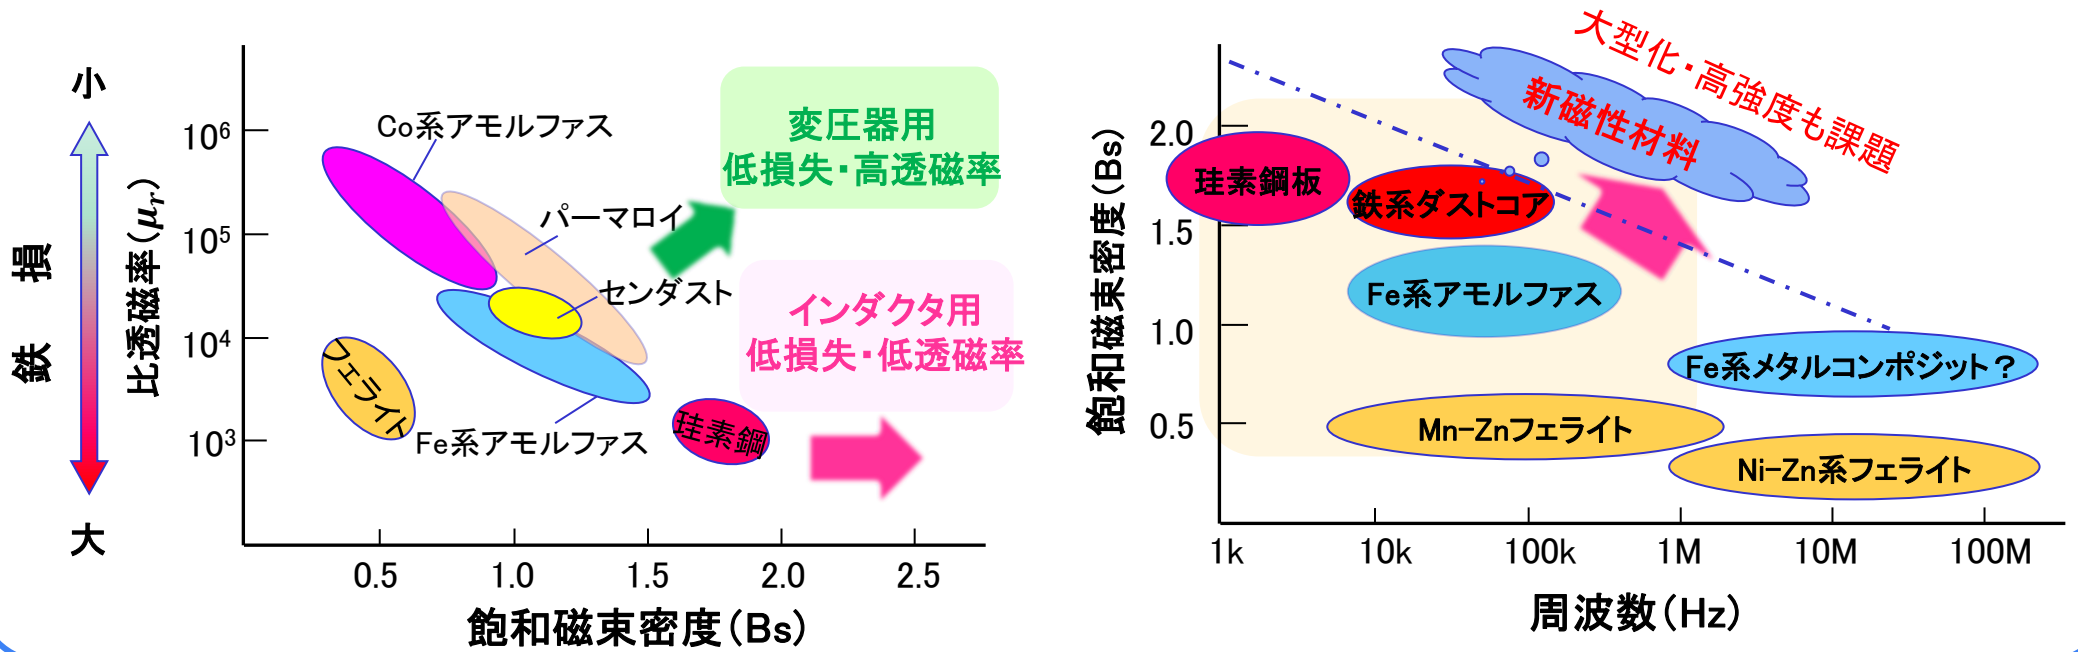 小
鉄損
大
比透磁率(μr)
10⁶
10⁵
10⁴
10³
Co系アモルファス
パーマロイ
センダスト
フェライト
Fe系アモルファス
珪素鋼
変圧器用
低損失・高透磁率
インダクタ用
低損失・低透磁率
0.5 1.0 1.5 2.0 2.5
飽和磁束密度(Bs)
飽和磁束密度(Bs)
2.0
1.5
1.0
0.5
大型化・高強度も課題
新磁性材料
珪素鋼板
鉄系ダストコア
Fe系アモルファス
Fe系メタルコンポジット？
Mn-Znフェライト
Ni-Zn系フェライト
1k 10k 100k 1M 10M 100M
周波数(Hz)